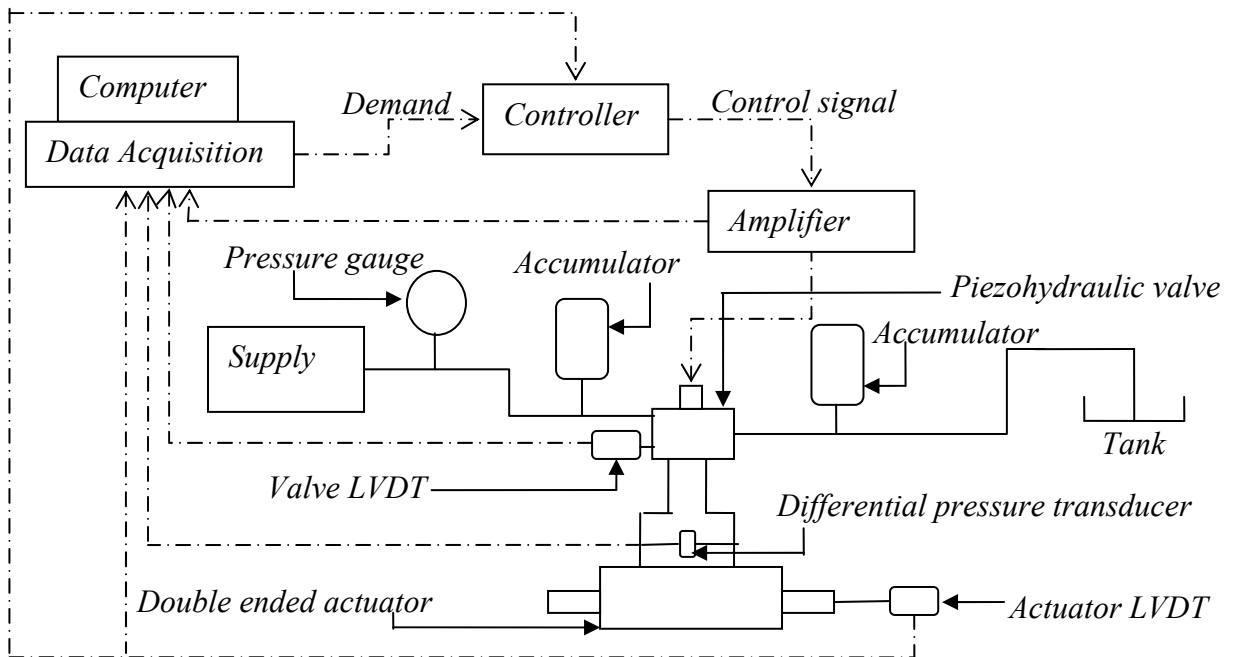 Computer
Demand
Controller
Control signal
Data Acquisition
Amplifier
Pressure gauge
Accumulator
Piezohydraulic valve
Accumulator
Supply
Tank
Valve LVDT
Differential pressure transducer
Double ended actuator
Actuator LVDT